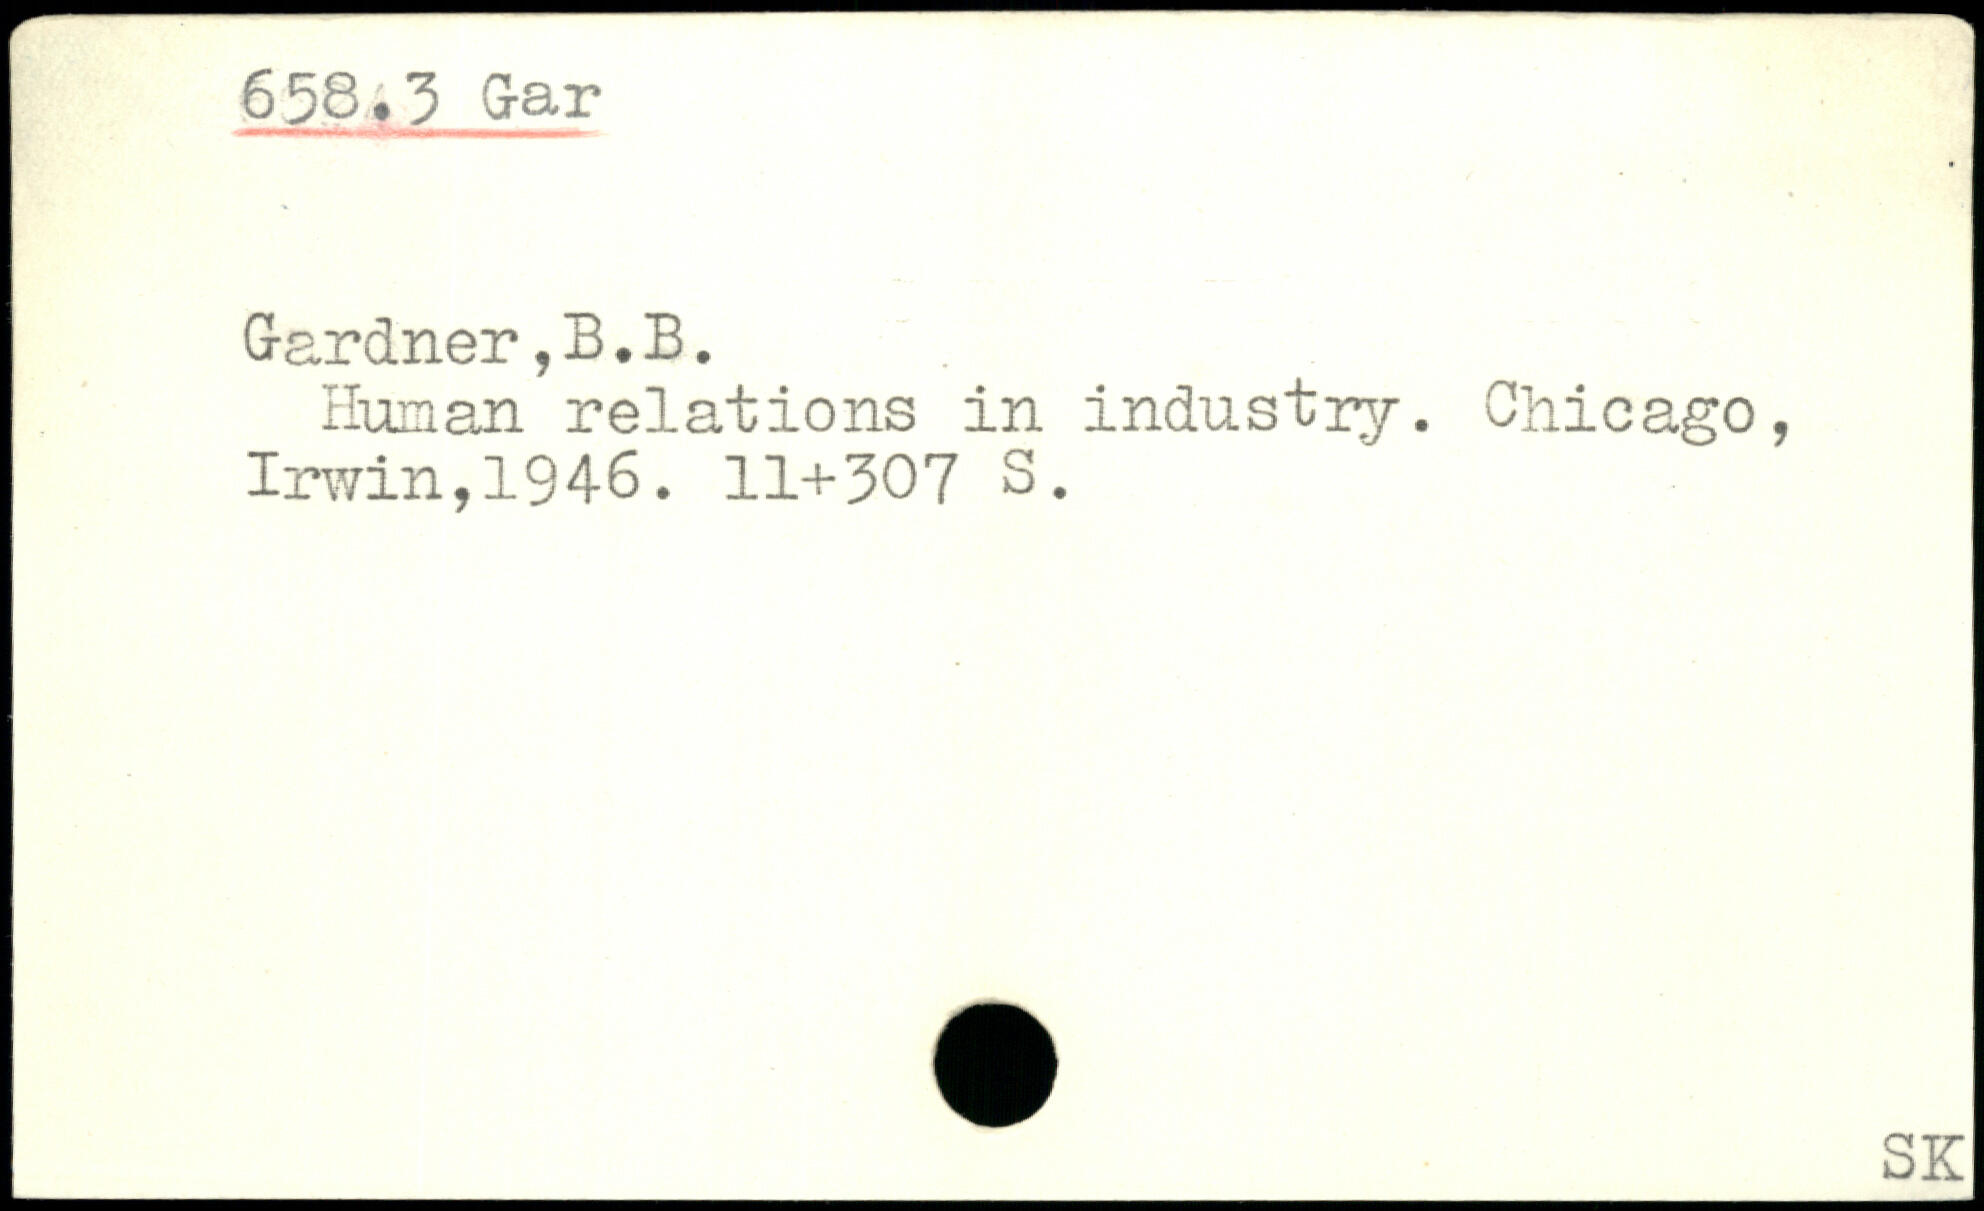 658.3 Gar
Gardner,B.B.
Human relations in industry. Chicago,
Irwin,1946. 11+307 S.
SK